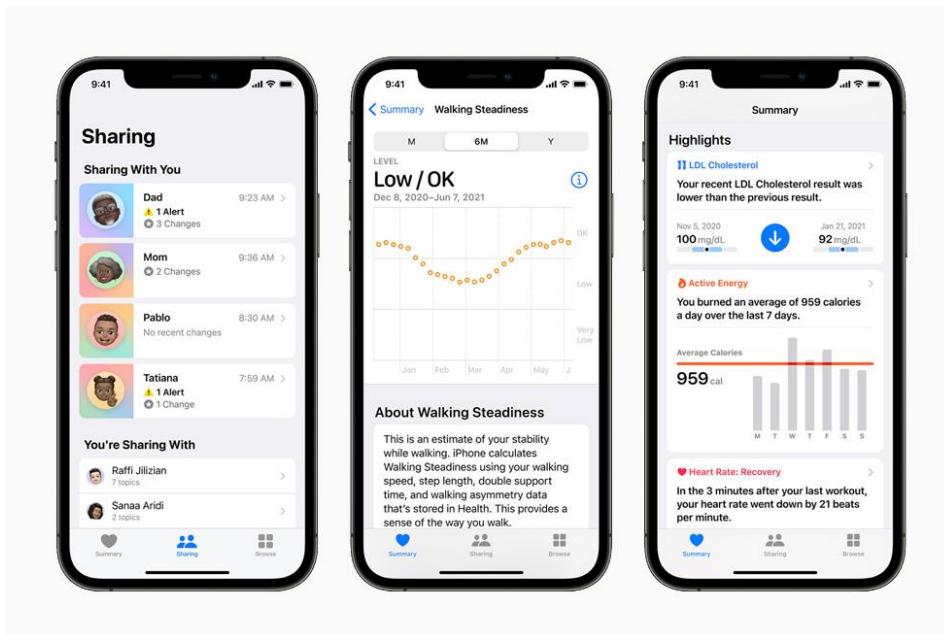 9:41
Sharing
Sharing With You
Dad
9:23 AM
1 Alert
3 Changes
Mom
9:36 AM
2 Changes
Pablo
8:30 AM
No recent changes
Tatiana
7:59 AM
1 Alert
1 Change
You're Sharing With
Raffi Jilizian
7 topics
Sanaa Aridi
2 topics
Summary
Sharing
Browse
9:41
Summary
Walking Steadiness
M
6M
Y
LEVEL
Low / OK
Dec 8, 2020–Jun 7, 2021
OK
Low
Very
Low
Jan
Feb
Mar
Apr
May
J
About Walking Steadiness
This is an estimate of your stability
while walking. iPhone calculates
Walking Steadiness using your walking
speed, step length, double support
time, and walking asymmetry data
that's stored in Health. This provides a
sense of the way you walk.
Summary
Sharing
Browse
9:41
Summary
Highlights
LDL Cholesterol
Your recent LDL Cholesterol result was
lower than the previous result.
Nov 5, 2020
100 mg/dL
Jan 21, 2021
92 mg/dL
Active Energy
You burned an average of 959 calories
a day over the last 7 days.
Average Calories
959 cal
M T W T F S S
Heart Rate: Recovery
In the 3 minutes after your last workout,
your heart rate went down by 21 beats
per minute.
Summary
Sharing
Browse